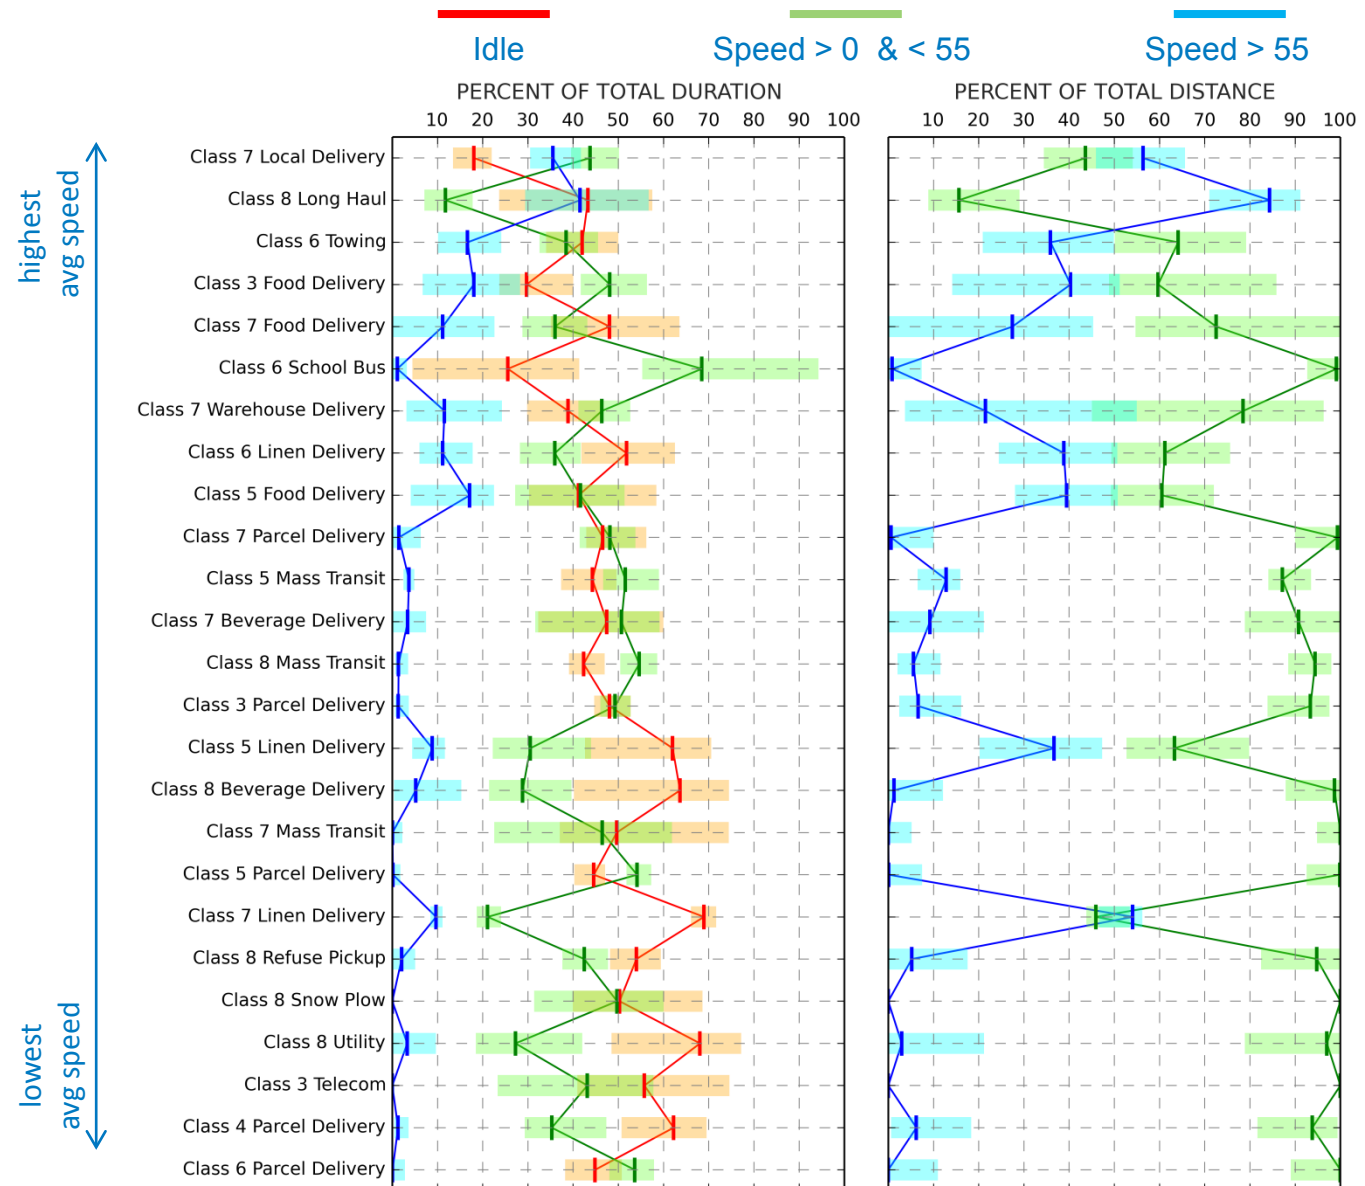 Idle
Speed > 0 & < 55
Speed > 55
PERCENT OF TOTAL DURATION
PERCENT OF TOTAL DISTANCE
10 20 30 40 50 60 70 80 90 100
10 20 30 40 50 60 70 80 90 100
highest
avg speed
Class 7 Local Delivery
Class 8 Long Haul
Class 6 Towing
Class 3 Food Delivery
Class 7 Food Delivery
Class 6 School Bus
Class 7 Warehouse Delivery
Class 6 Linen Delivery
Class 5 Food Delivery
Class 7 Parcel Delivery
Class 5 Mass Transit
Class 7 Beverage Delivery
Class 8 Mass Transit
Class 3 Parcel Delivery
Class 5 Linen Delivery
Class 8 Beverage Delivery
Class 7 Mass Transit
Class 5 Parcel Delivery
Class 7 Linen Delivery
Class 8 Refuse Pickup
Class 8 Snow Plow
Class 8 Utility
Class 3 Telecom
Class 4 Parcel Delivery
Class 6 Parcel Delivery
lowest
avg speed